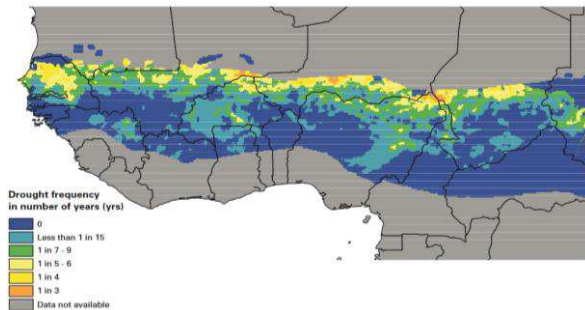 Drought frequency
in number of years (yrs)
0
Less than 1 in 15
1 in 7 - 9
1 in 5 - 6
1 in 4
1 in 3
Data not available